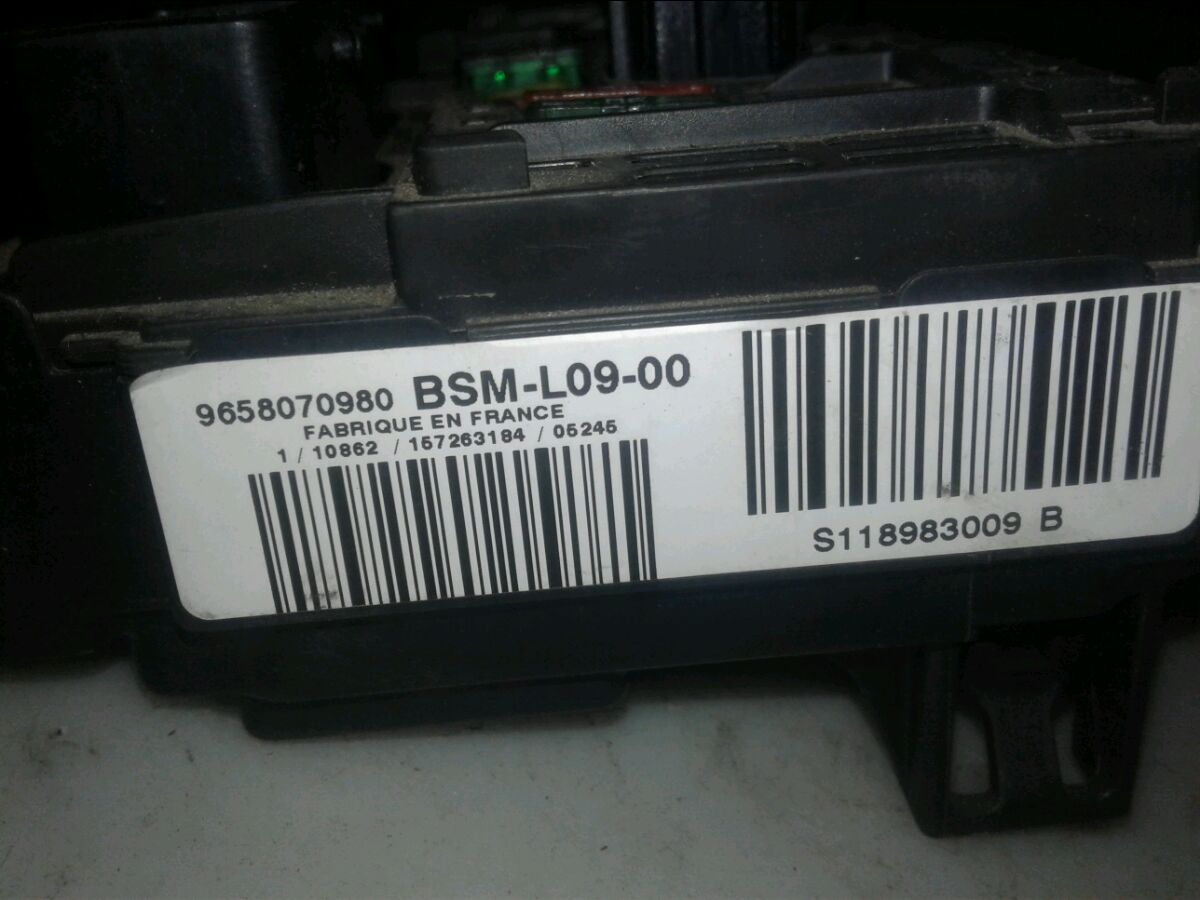 9658070980 BSM-L09-00
FABRIQUE EN FRANCE
1 / 10862 / 157263184 / 05245
S118983009 B